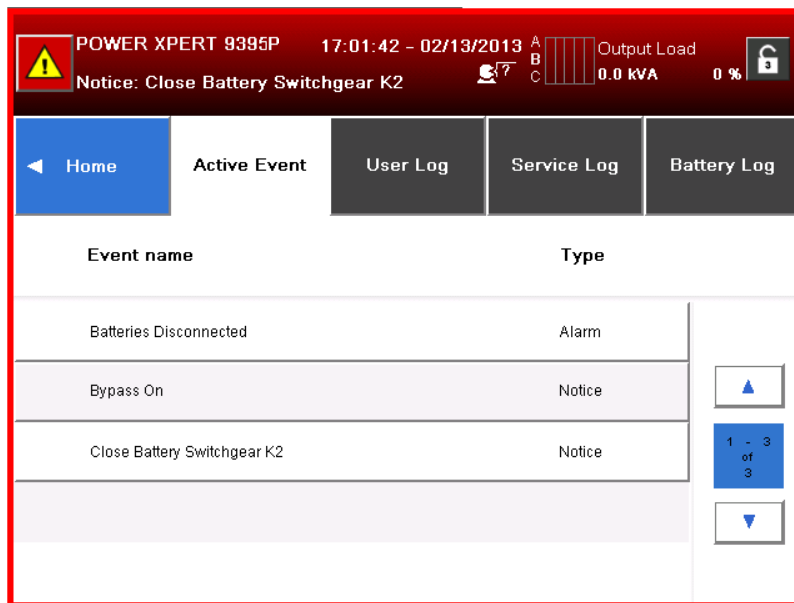 POWER XPERT 9395P 17:01:42 - 02/13/2013 A B C Output Load
Notice: Close Battery Switchgear K2 ? 0.0 kVA 0 % 3
Home Active Event User Log Service Log Battery Log
Event name Type
Batteries Disconnected Alarm
Bypass On Notice
Close Battery Switchgear K2 Notice
1 - 3
of
3